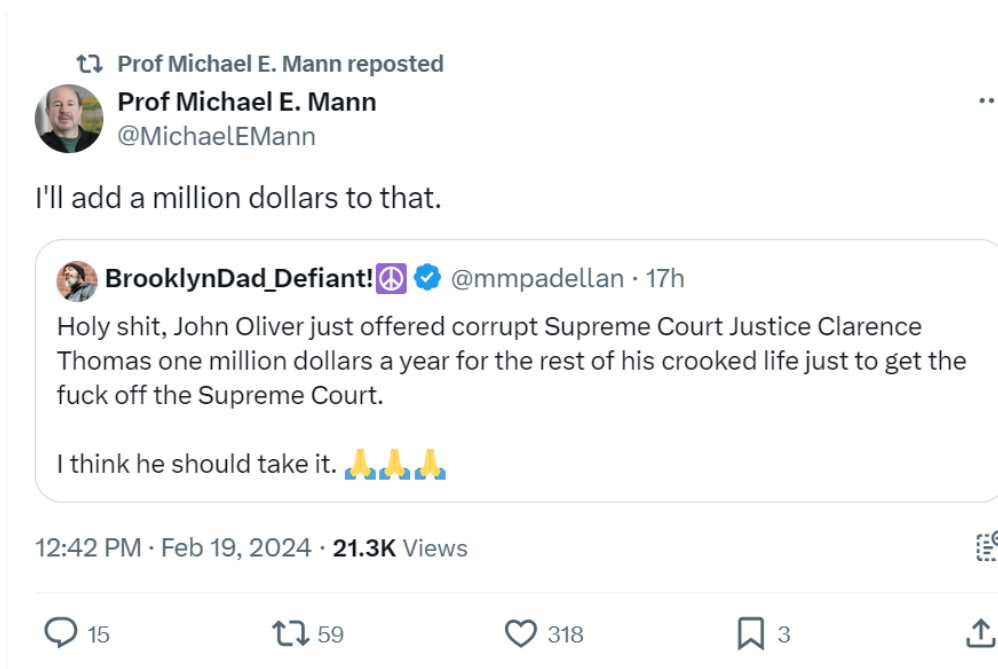 Prof Michael E. Mann reposted
Prof Michael E. Mann
@MichaelEMann
I'll add a million dollars to that.
BrooklynDad_Defiant!☮️ @mmpadellan · 17h
Holy shit, John Oliver just offered corrupt Supreme Court Justice Clarence
Thomas one million dollars a year for the rest of his crooked life just to get the
fuck off the Supreme Court.
I think he should take it. 🙏🙏🙏
12:42 PM · Feb 19, 2024 · 21.3K Views
15 59 318 3